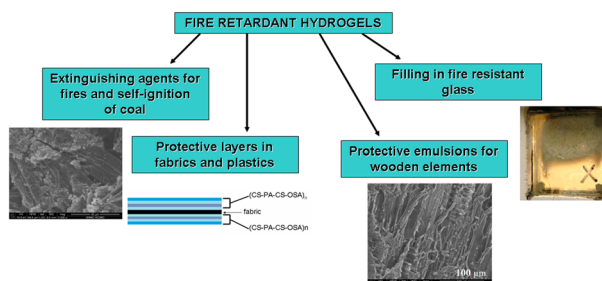 FIRE RETARDANT HYDROGELS
Extinguishing agents for
fires and self-ignition
of coal
Filling in fire resistant
glass
Protective layers in
fabrics and plastics
Protective emulsions for
wooden elements
(CS-PA-CS-OSA)n
fabric
(CS-PA-CS-OSA)n
100 µm